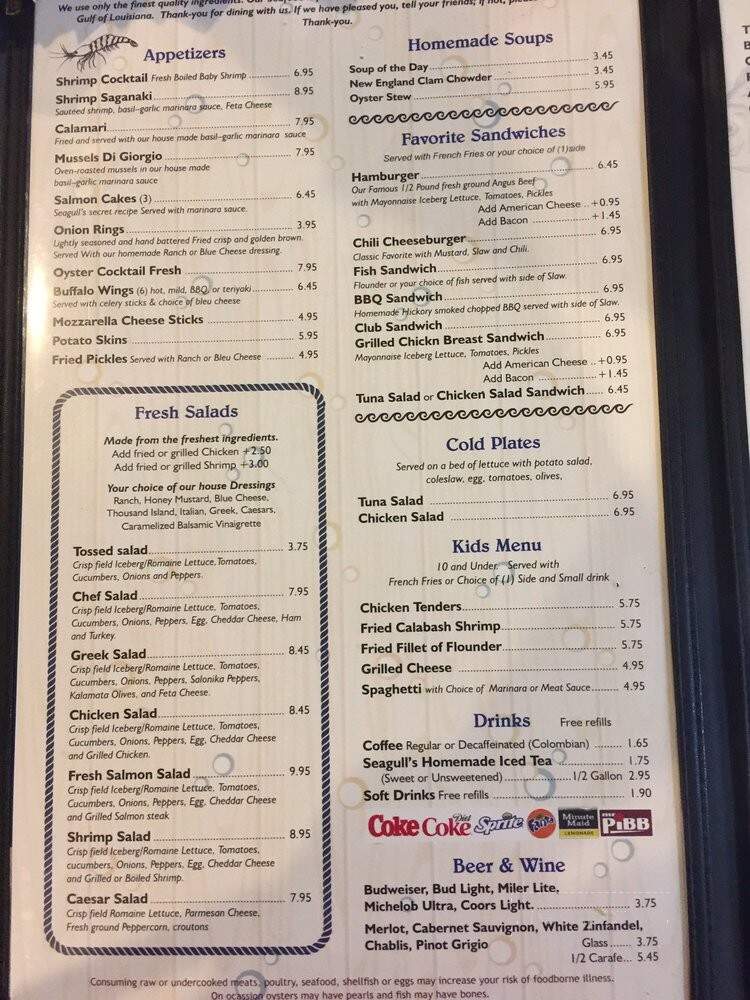 We use only the finest quality ingredients. Our
Gulf of Louisiana. Thank-you for dining with us. If we have pleased you, tell your friends; if not, please
Thank-you.
Appetizers
Shrimp Cocktail Fresh Boiled Baby Shrimp 6.95
Shrimp Saganaki 8.95
Sauteed shrimp, basil-garlic marinara sauce, Feta Cheese
Calamari 7.95
Fried and served with our house made basil-garlic marinara sauce
Mussels Di Giorgio 7.95
Oven-roasted mussels in our house made
basil-garlic marinara sauce
Salmon Cakes (3) 6.45
Seagull's secret recipe Served with marinara sauce.
Onion Rings 3.95
Lightly seasoned and hand battered Fried crisp and golden brown.
Served With our homemade Ranch or Blue Cheese dressing.
Oyster Cocktail Fresh 7.95
Buffalo Wings (6) hot, mild, BBQ, or teriyaki 6.45
Served with celery sticks & choice of bleu cheese
Mozzarella Cheese Sticks 4.95
Potato Skins 5.95
Fried Pickles Served with Ranch or Bleu Cheese 4.95
Fresh Salads
Made from the freshest ingredients.
Add fried or grilled Chicken +2.50
Add fried or grilled Shrimp +3.00
Your choice of our house Dressings
Ranch, Honey Mustard, Blue Cheese,
Thousand Island, Italian, Greek, Caesars,
Caramelized Balsamic Vinaigrette
Tossed salad 3.75
Crisp field Iceberg/Romaine Lettuce,Tomatoes,
Cucumbers, Onions and Peppers.
Chef Salad 7.95
Crisp field Iceberg/Romaine Lettuce, Tomatoes,
Cucumbers, Onions, Peppers, Egg, Cheddar Cheese, Ham
and Turkey.
Greek Salad 8.45
Crisp field Iceberg/Romaine Lettuce, Tomatoes,
Cucumbers, Onions, Peppers, Salonika Peppers,
Kalamata Olives, and Feta Cheese.
Chicken Salad 8.45
Crisp field Iceberg/Romaine Lettuce, Tomatoes,
Cucumbers, Onions, Peppers, Egg, Cheddar Cheese
and Grilled Chicken.
Fresh Salmon Salad 9.95
Crisp field Iceberg/Romaine Lettuce, Tomatoes,
Cucumbers, Onions, Peppers, Egg, Cheddar Cheese
and Grilled Salmon steak
Shrimp Salad 8.95
Crisp field Iceberg/Romaine Lettuce, Tomatoes,
cucumbers, Onions, Peppers, Egg, Cheddar Cheese
and Grilled or Boiled Shrimp.
Caesar Salad 7.95
Crisp field Romaine Lettuce, Parmesan Cheese,
Fresh ground Peppercorn, croutons
Homemade Soups
Soup of the Day 3.45
New England Clam Chowder 3.45
Oyster Stew 5.95
Favorite Sandwiches
Served with French Fries or your choice of (1)side
Hamburger 6.45
Our Famous 1/2 Pound fresh ground Angus Beef
with Mayonnaise Iceberg Lettuce, Tomatoes, Pickles
Add American Cheese .. +0.95
Add Bacon +1.45
Chili Cheeseburger 6.95
Classic Favorite with Mustard, Slaw and Chili.
Fish Sandwich 6.95
Flounder or your choice of fish served with side of Slaw.
BBQ Sandwich 6.95
Homemade Hickory smoked chopped BBQ served with side of Slaw.
Club Sandwich 6.95
Grilled Chickn Breast Sandwich 6.95
Mayonnaise Iceberg Lettuce, Tomatoes, Pickles
Add American Cheese .. +0.95
Add Bacon +1.45
Tuna Salad or Chicken Salad Sandwich 6.45
Cold Plates
Served on a bed of lettuce with potato salad,
coleslaw, egg, tomatoes, olives,
Tuna Salad 6.95
Chicken Salad 6.95
Kids Menu
10 and Under. Served with
French Fries or Choice of (1) Side and Small drink
Chicken Tenders 5.75
Fried Calabash Shrimp 5.75
Fried Fillet of Flounder 5.75
Grilled Cheese 4.95
Spaghetti with Choice of Marinara or Meat Sauce 4.95
Drinks Free refills
Coffee Regular or Decaffeinated (Colombian) 1.65
Seagull's Homemade Iced Tea 1.75
(Sweet or Unsweetened) 1/2 Gallon 2.95
Soft Drinks Free refills 1.90
Coke Diet Coke Sprite Fanta Minute Maid LEMONADE mr PiBB
Beer & Wine
Budweiser, Bud Light, Miler Lite,
Michelob Ultra, Coors Light. 3.75
Merlot, Cabernet Sauvignon, White Zinfandel,
Chablis, Pinot Grigio Glass 3.75
1/2 Carafe... 5.45
Consuming raw or undercooked meats, poultry, seafood, shellfish or eggs may increase your risk of foodborne illness.
On ocassion oysters may have pearls and fish may have bones.